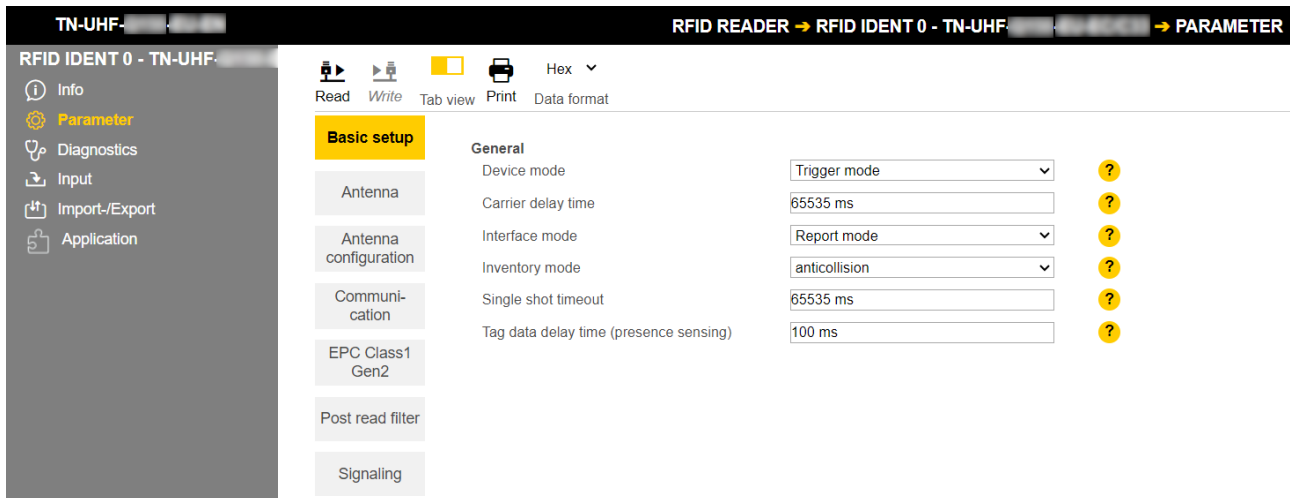 TN-UHF-
RFID READER ➔ RFID IDENT 0 - TN-UHF- ➔ PARAMETER
RFID IDENT 0 - TN-UHF-
Info
Parameter
Diagnostics
Input
Import-/Export
Application
Read
Write
Tab view
Print
Hex
Data format
Basic setup
Antenna
Antenna
configuration
Communi-
cation
EPC Class1
Gen2
Post read filter
Signaling
General
Device mode Trigger mode ?
Carrier delay time 65535 ms ?
Interface mode Report mode ?
Inventory mode anticollision ?
Single shot timeout 65535 ms ?
Tag data delay time (presence sensing) 100 ms ?